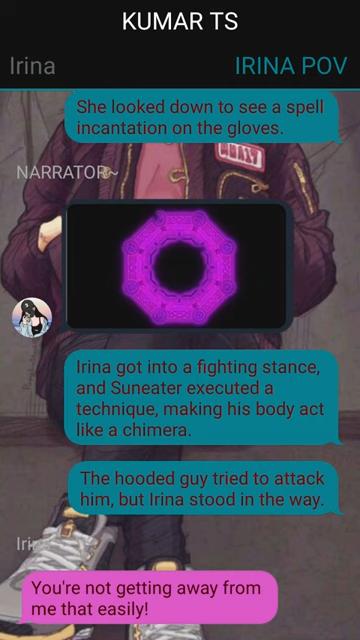 KUMAR TS
Irina
IRINA POV
She looked down to see a spell
incantation on the gloves.
NARRATOR~
Irina got into a fighting stance,
and Suneater executed a
technique, making his body act
like a chimera.
The hooded guy tried to attack
him, but Irina stood in the way.
Irina
You're not getting away from
me that easily!